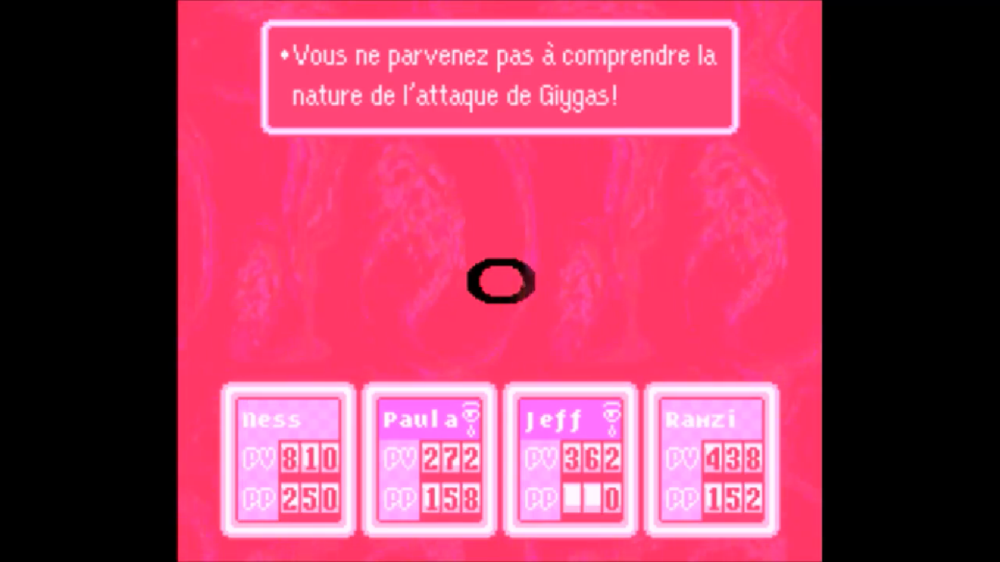 •Vous ne parvenez pas à comprendre la
nature de l'attaque de Giygas!
Ness
PV 810
PP 250
Paula
PV 272
PP 158
Jeff
PV 362
PP 0
Ramzi
PV 438
PP 152